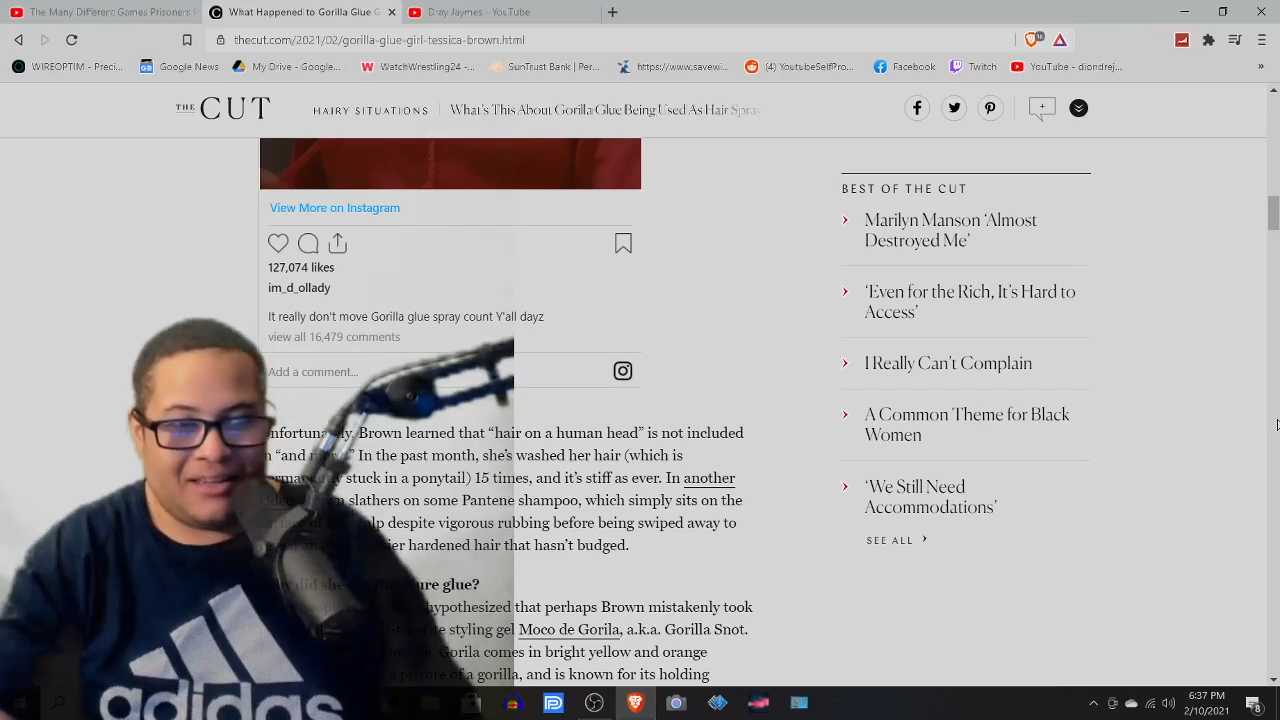 The Many Different Games Prisoners
What Happened to Gorilla Glue G
Dray Jaymes - YouTube
thecut.com/2021/02/gorilla-glue-girl-tessica-brown.html
16
WIREOPTIM - Preci...
Google News
My Drive - Google...
WatchWrestling24 -...
SunTrust Bank | Per...
https://www.savewi...
(4) YoutubeSelfPro...
Facebook
Twitch
YouTube - diondrej...
»
THE CUT
HAIRY SITUATIONS
What's This About Gorilla Glue Being Used As Hair Spray
View More on Instagram
127,074 likes
im_d_ollady
It really don't move Gorilla glue spray count Y'all dayz
view all 16,479 comments
Add a comment...
Brown learned that “hair on a human head” is not included
In the past month, she’s washed her hair (which is
stuck in a ponytail) 15 times, and it’s stiff as ever. In another
slathers on some Pantene shampoo, which simply sits on the
despite vigorous rubbing before being swiped away to
hardened hair that hasn’t budged.
did she glue?
hypothesized that perhaps Brown mistakenly took
styling gel Moco de Gorila, a.k.a. Gorilla Snot.
Gorila comes in bright yellow and orange
a picture of a gorilla, and is known for its holding
BEST OF THE CUT
Marilyn Manson ‘Almost
Destroyed Me’
‘Even for the Rich, It’s Hard to
Access’
I Really Can’t Complain
A Common Theme for Black
Women
‘We Still Need
Accommodations’
SEE ALL
adidas
6:37 PM
2/10/2021
8